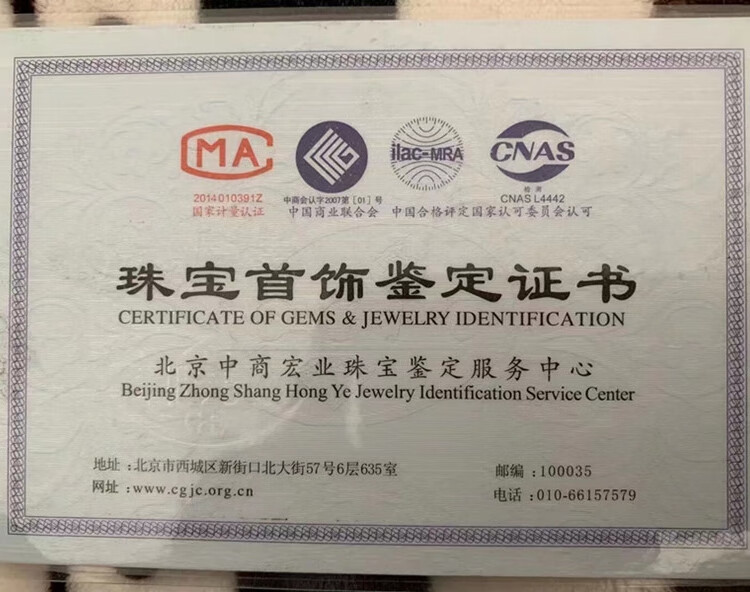 MA
ilac-MRA
CNAS
检测
2014010391Z
中商会认字2007第[01]号
CNAS L4442
国家计量认证
中国商业联合会
中国合格评定国家认可委员会认可
珠宝首饰鉴定证书
CERTIFICATE OF GEMS & JEWELRY IDENTIFICATION
北京中商宏业珠宝鉴定服务中心
Beijing Zhong Shang Hong Ye Jewelry Identification Service Center
地址：北京市西城区新街口北大街57号6层635室
邮编：100035
网址：www.cgjc.org.cn
电话：010-66157579